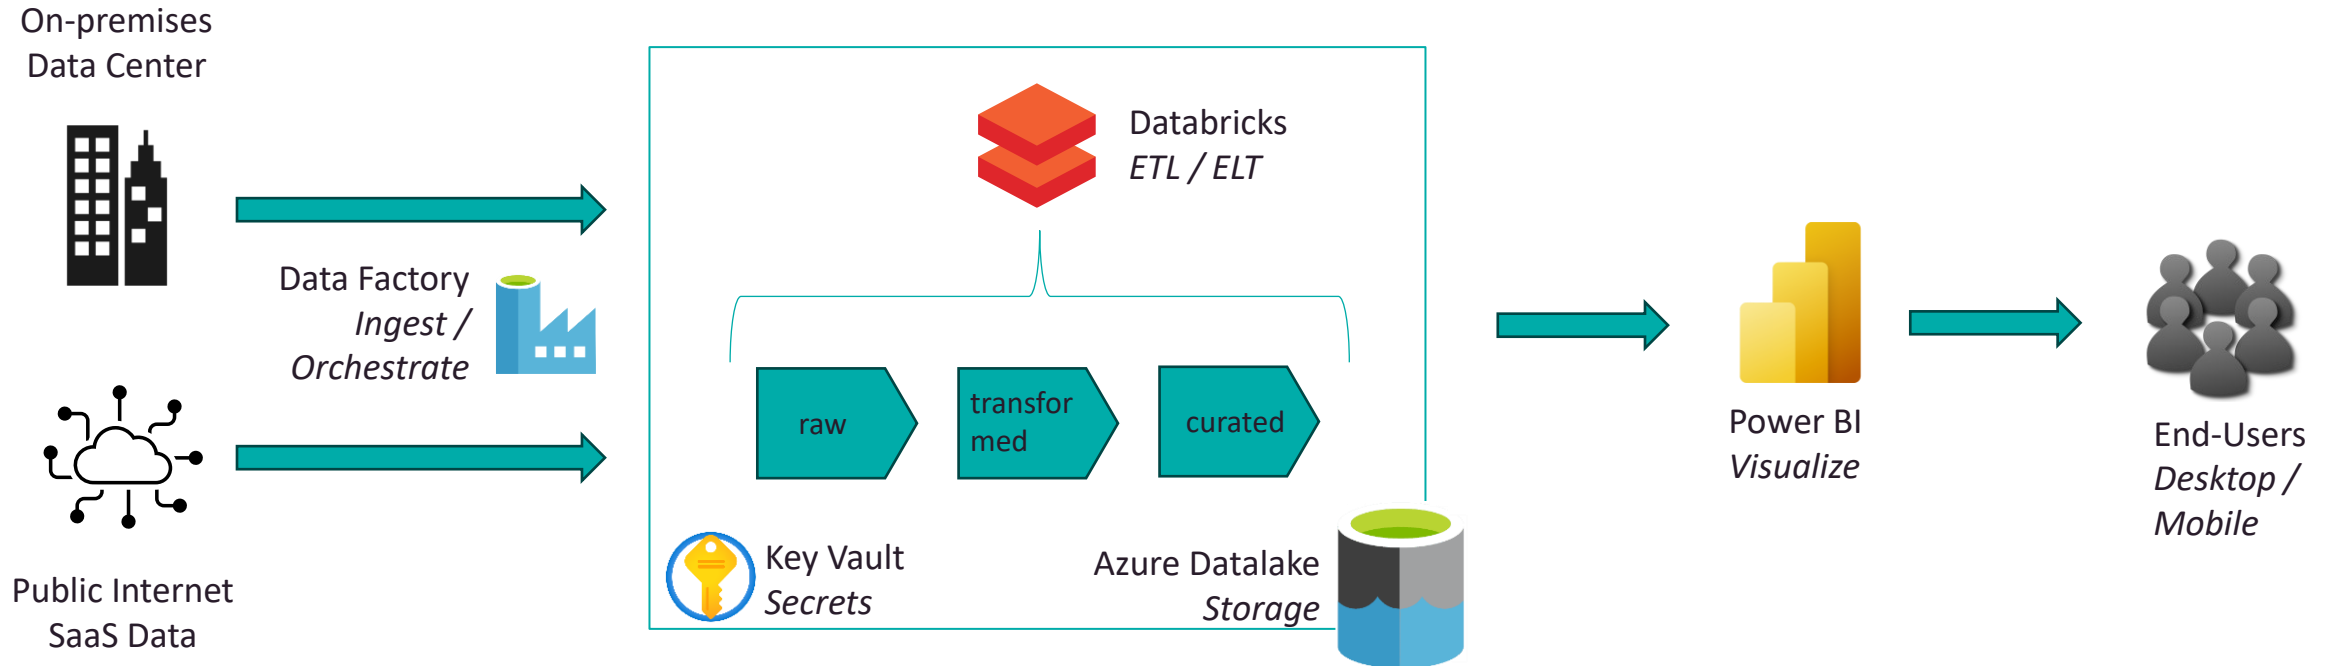 On-premises
Data Center
Public Internet
SaaS Data
Data Factory
Ingest /
Orchestrate
Databricks
ETL / ELT
raw
transfor
med
curated
Key Vault
Secrets
Azure Datalake
Storage
Power BI
Visualize
End-Users
Desktop /
Mobile